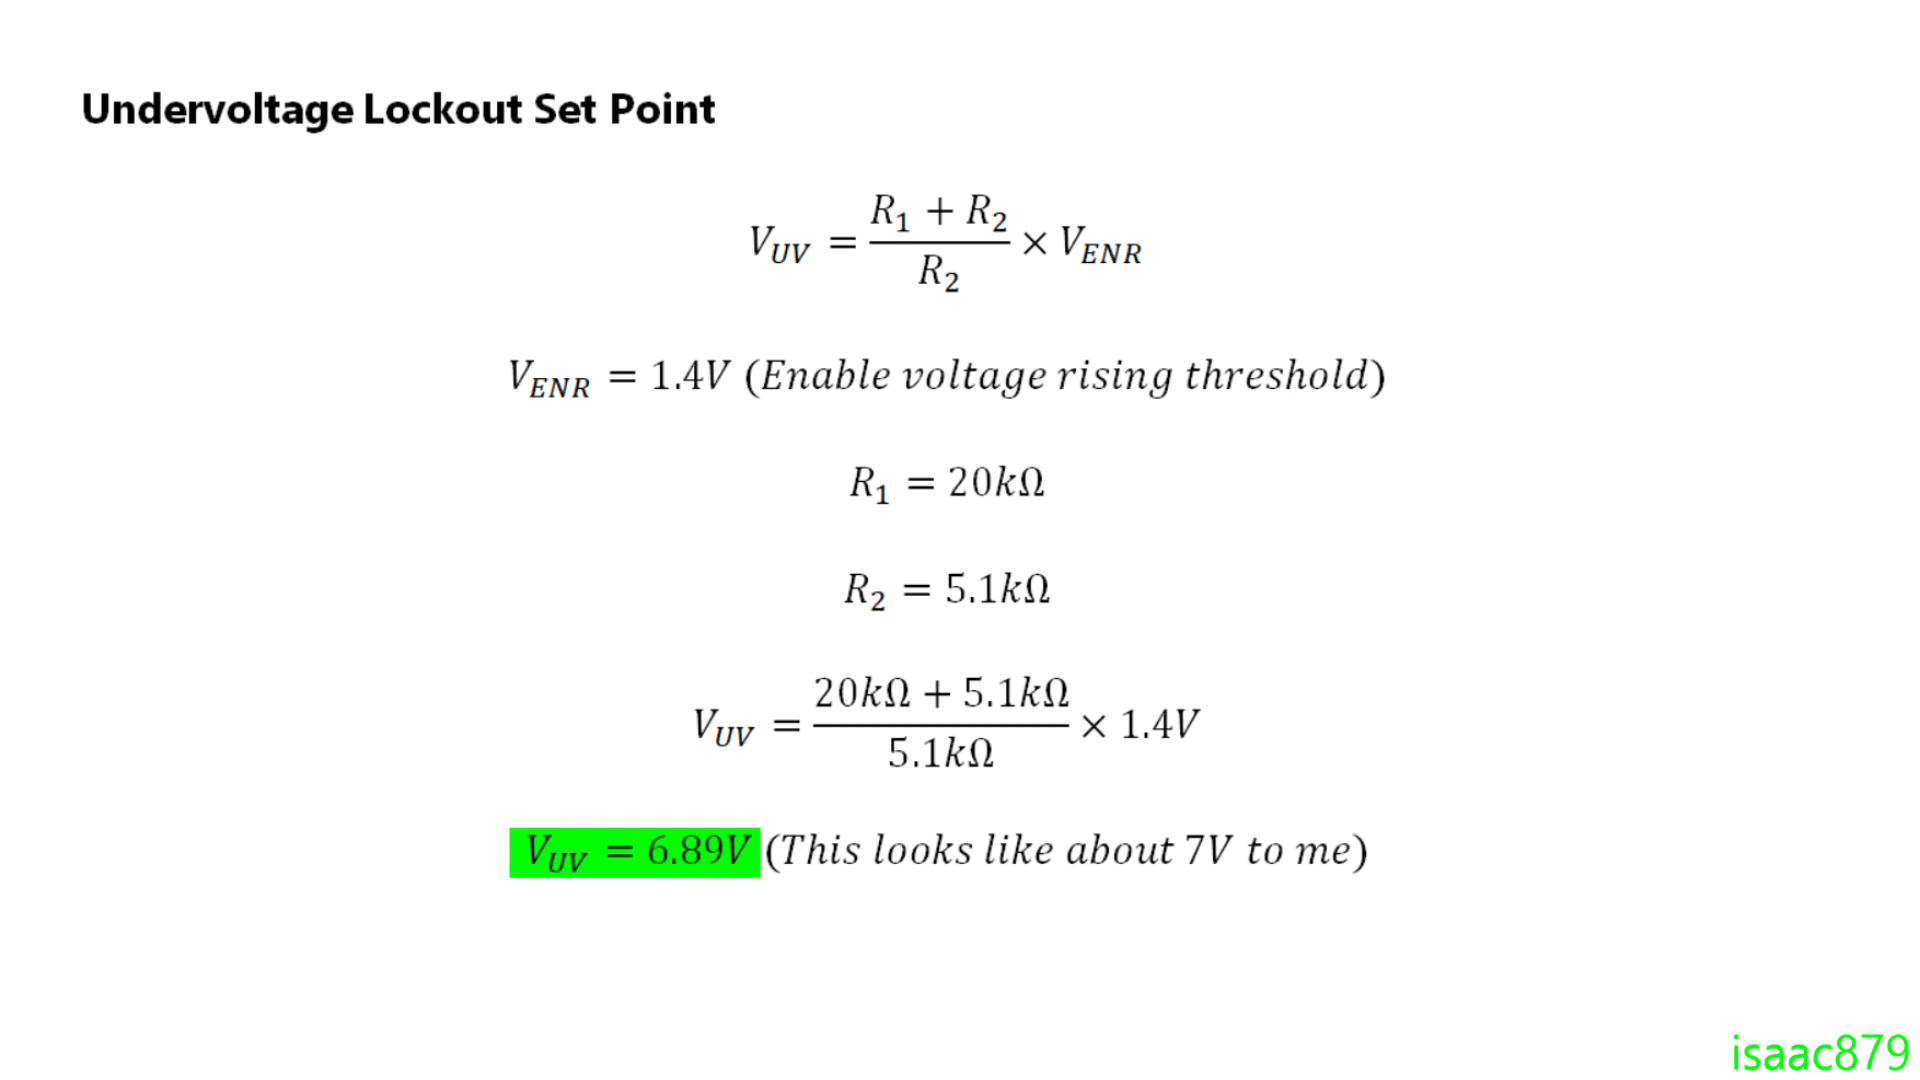 Undervoltage Lockout Set Point
V_UV = (R_1 + R_2) / R_2 × V_ENR
V_ENR = 1.4V (Enable voltage rising threshold)
R_1 = 20kΩ
R_2 = 5.1kΩ
V_UV = (20kΩ + 5.1kΩ) / 5.1kΩ × 1.4V
V_UV = 6.89V (This looks like about 7V to me)
isaac879